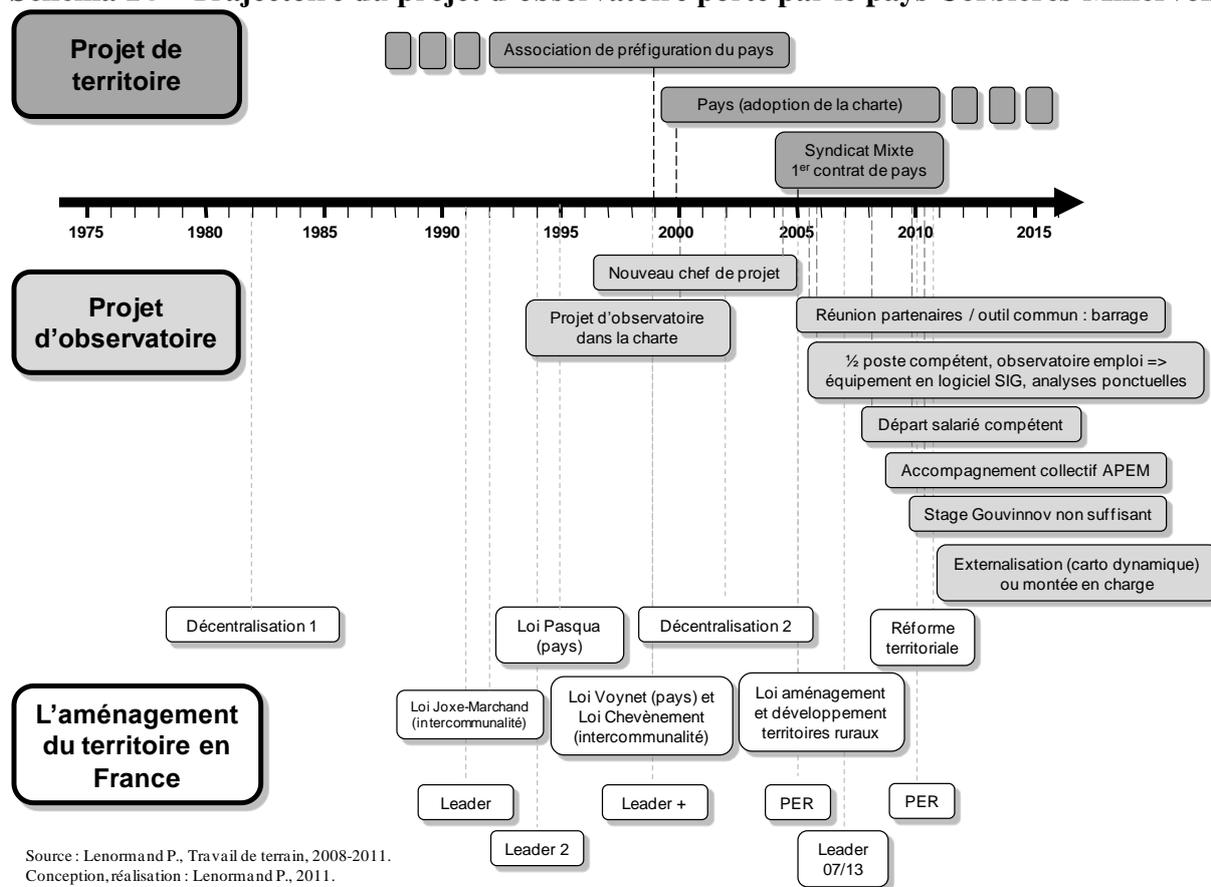 Projet de
territoire
Association de préfiguration du pays
Pays (adoption de la charte)
Syndicat Mixte
1er contrat de pays
1975 1980 1985 1990 1995 2000 2005 2010 2015
Projet
d’observatoire
Nouveau chef de projet
Projet d’observatoire
dans la charte
Réunion partenaires / outil commun : barrage
½ poste compétent, observatoire emploi =>
équipement en logiciel SIG, analyses ponctuelles
Départ salarié compétent
Accompagnement collectif APEM
Stage Gouvinnov non suffisant
Externalisation (carto dynamique)
ou montée en charge
L’aménagement
du territoire en
France
Décentralisation 1
Loi Pasqua
(pays)
Décentralisation 2
Réforme
territoriale
Loi Joxe-Marchand
(intercommunalité)
Loi Voynet (pays) et
Loi Chevènement
(intercommunalité)
Loi aménagement
et développement
territoires ruraux
Leader
Leader +
PER
PER
Leader 2
Leader
07/13
Source : Lenormand P., Travail de terrain, 2008-2011.
Conception, réalisation : Lenormand P., 2011.